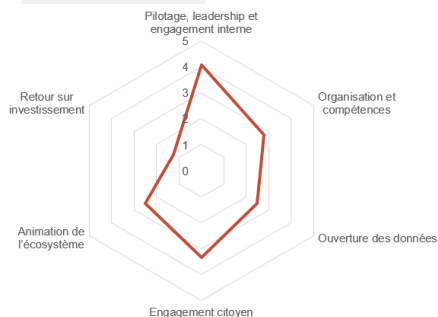 Pilotage, leadership et
engagement interne
5
4
3
2
1
0
Retour sur
investissement
Organisation et
compétences
Animation de
l'écosystème
Ouverture des données
Engagement citoyen